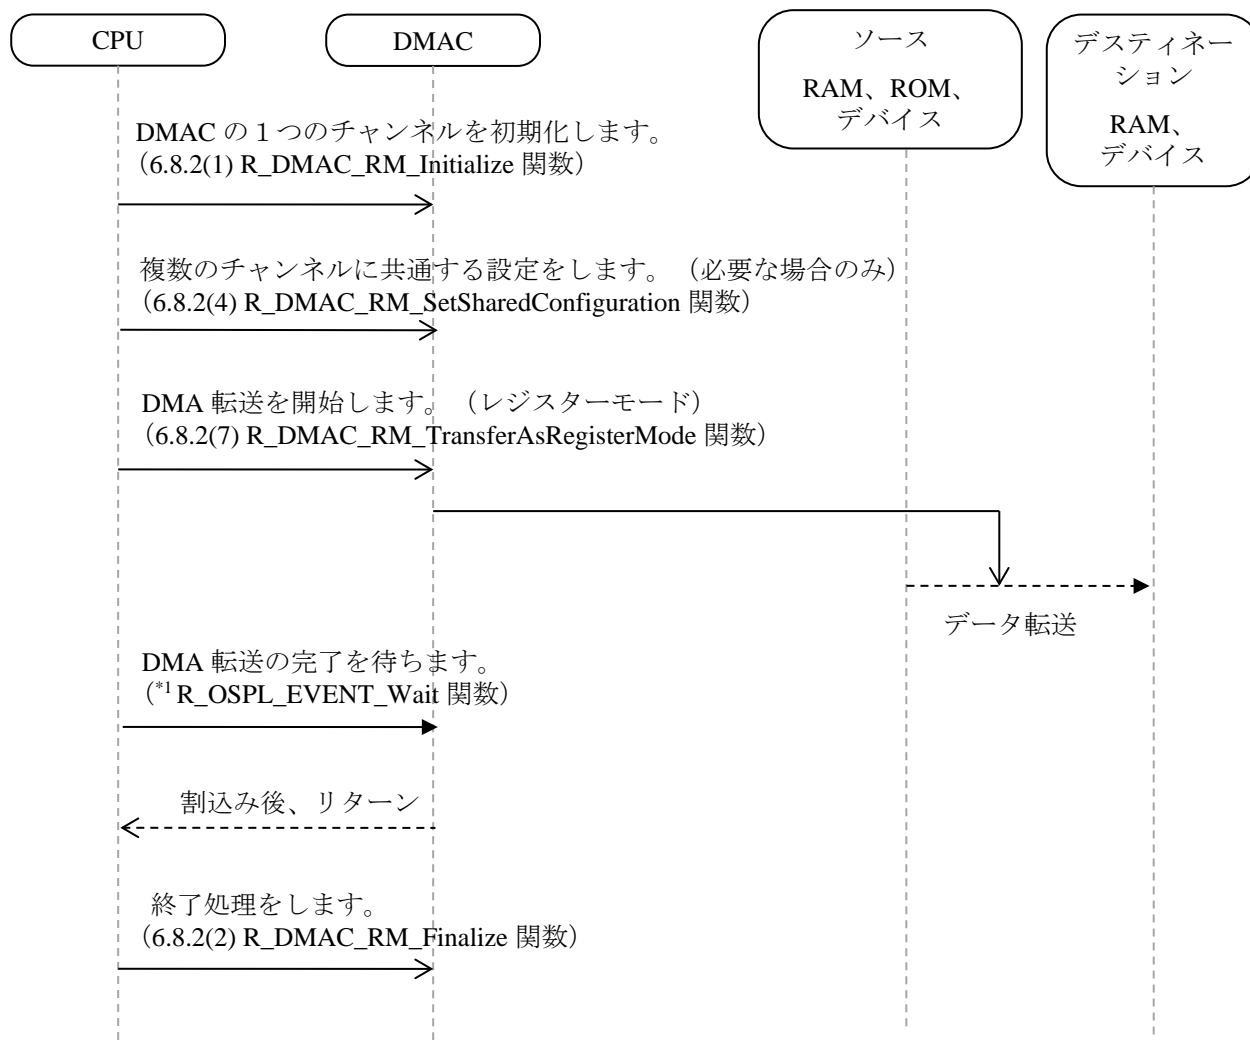 CPU
DMAC
ソース
RAM、ROM、
デバイス
デスティネー
ション
RAM、
デバイス
DMAC の１つのチャンネルを初期化します。
（6.8.2(1) R_DMAC_RM_Initialize 関数）
複数のチャンネルに共通する設定をします。（必要な場合のみ）
（6.8.2(4) R_DMAC_RM_SetSharedConfiguration 関数）
DMA 転送を開始します。（レジスターモード）
（6.8.2(7) R_DMAC_RM_TransferAsRegisterMode 関数）
データ転送
DMA 転送の完了を待ちます。
（*1 R_OSPL_EVENT_Wait 関数）
割込み後、リターン
終了処理をします。
（6.8.2(2) R_DMAC_RM_Finalize 関数）